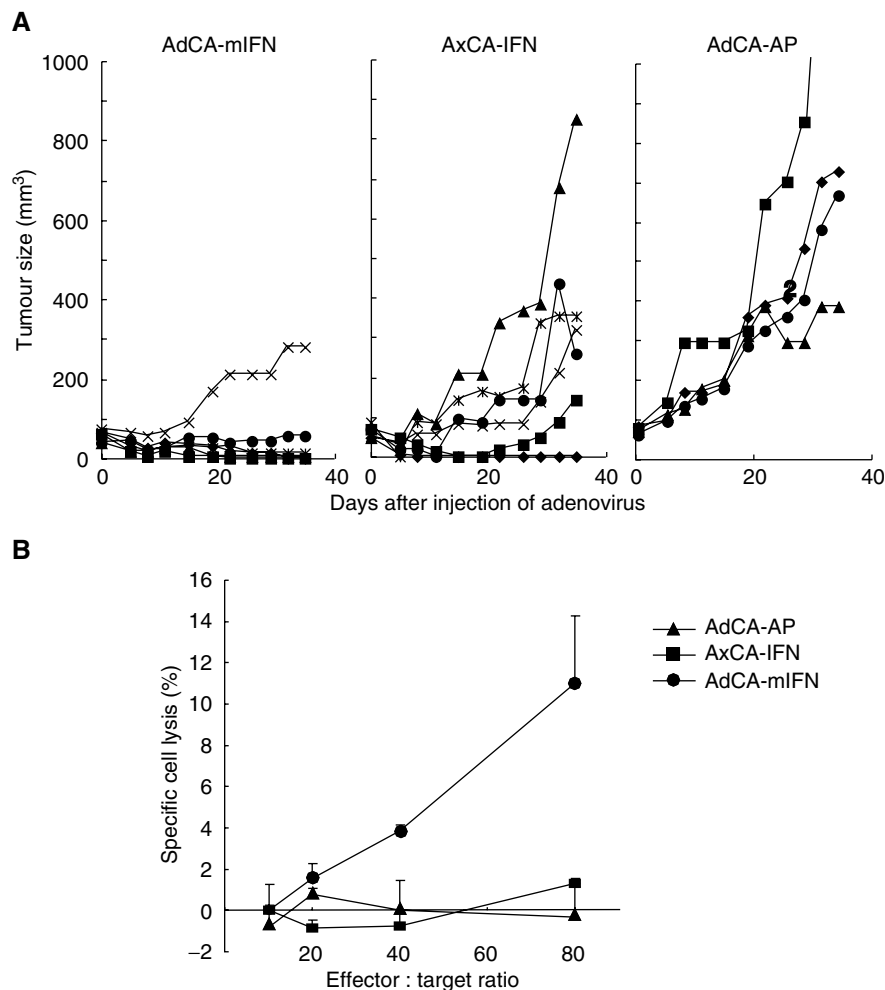 A
AdCA-mIFN
AxCA-IFN
AdCA-AP
Tumour size (mm³)
1000
800
600
400
200
0
0
20
40
0
20
40
0
20
40
2
Days after injection of adenovirus
B
Specific cell lysis (%)
16
14
12
10
8
6
4
2
0
−2
20
40
60
80
Effector : target ratio
AdCA-AP
AxCA-IFN
AdCA-mIFN